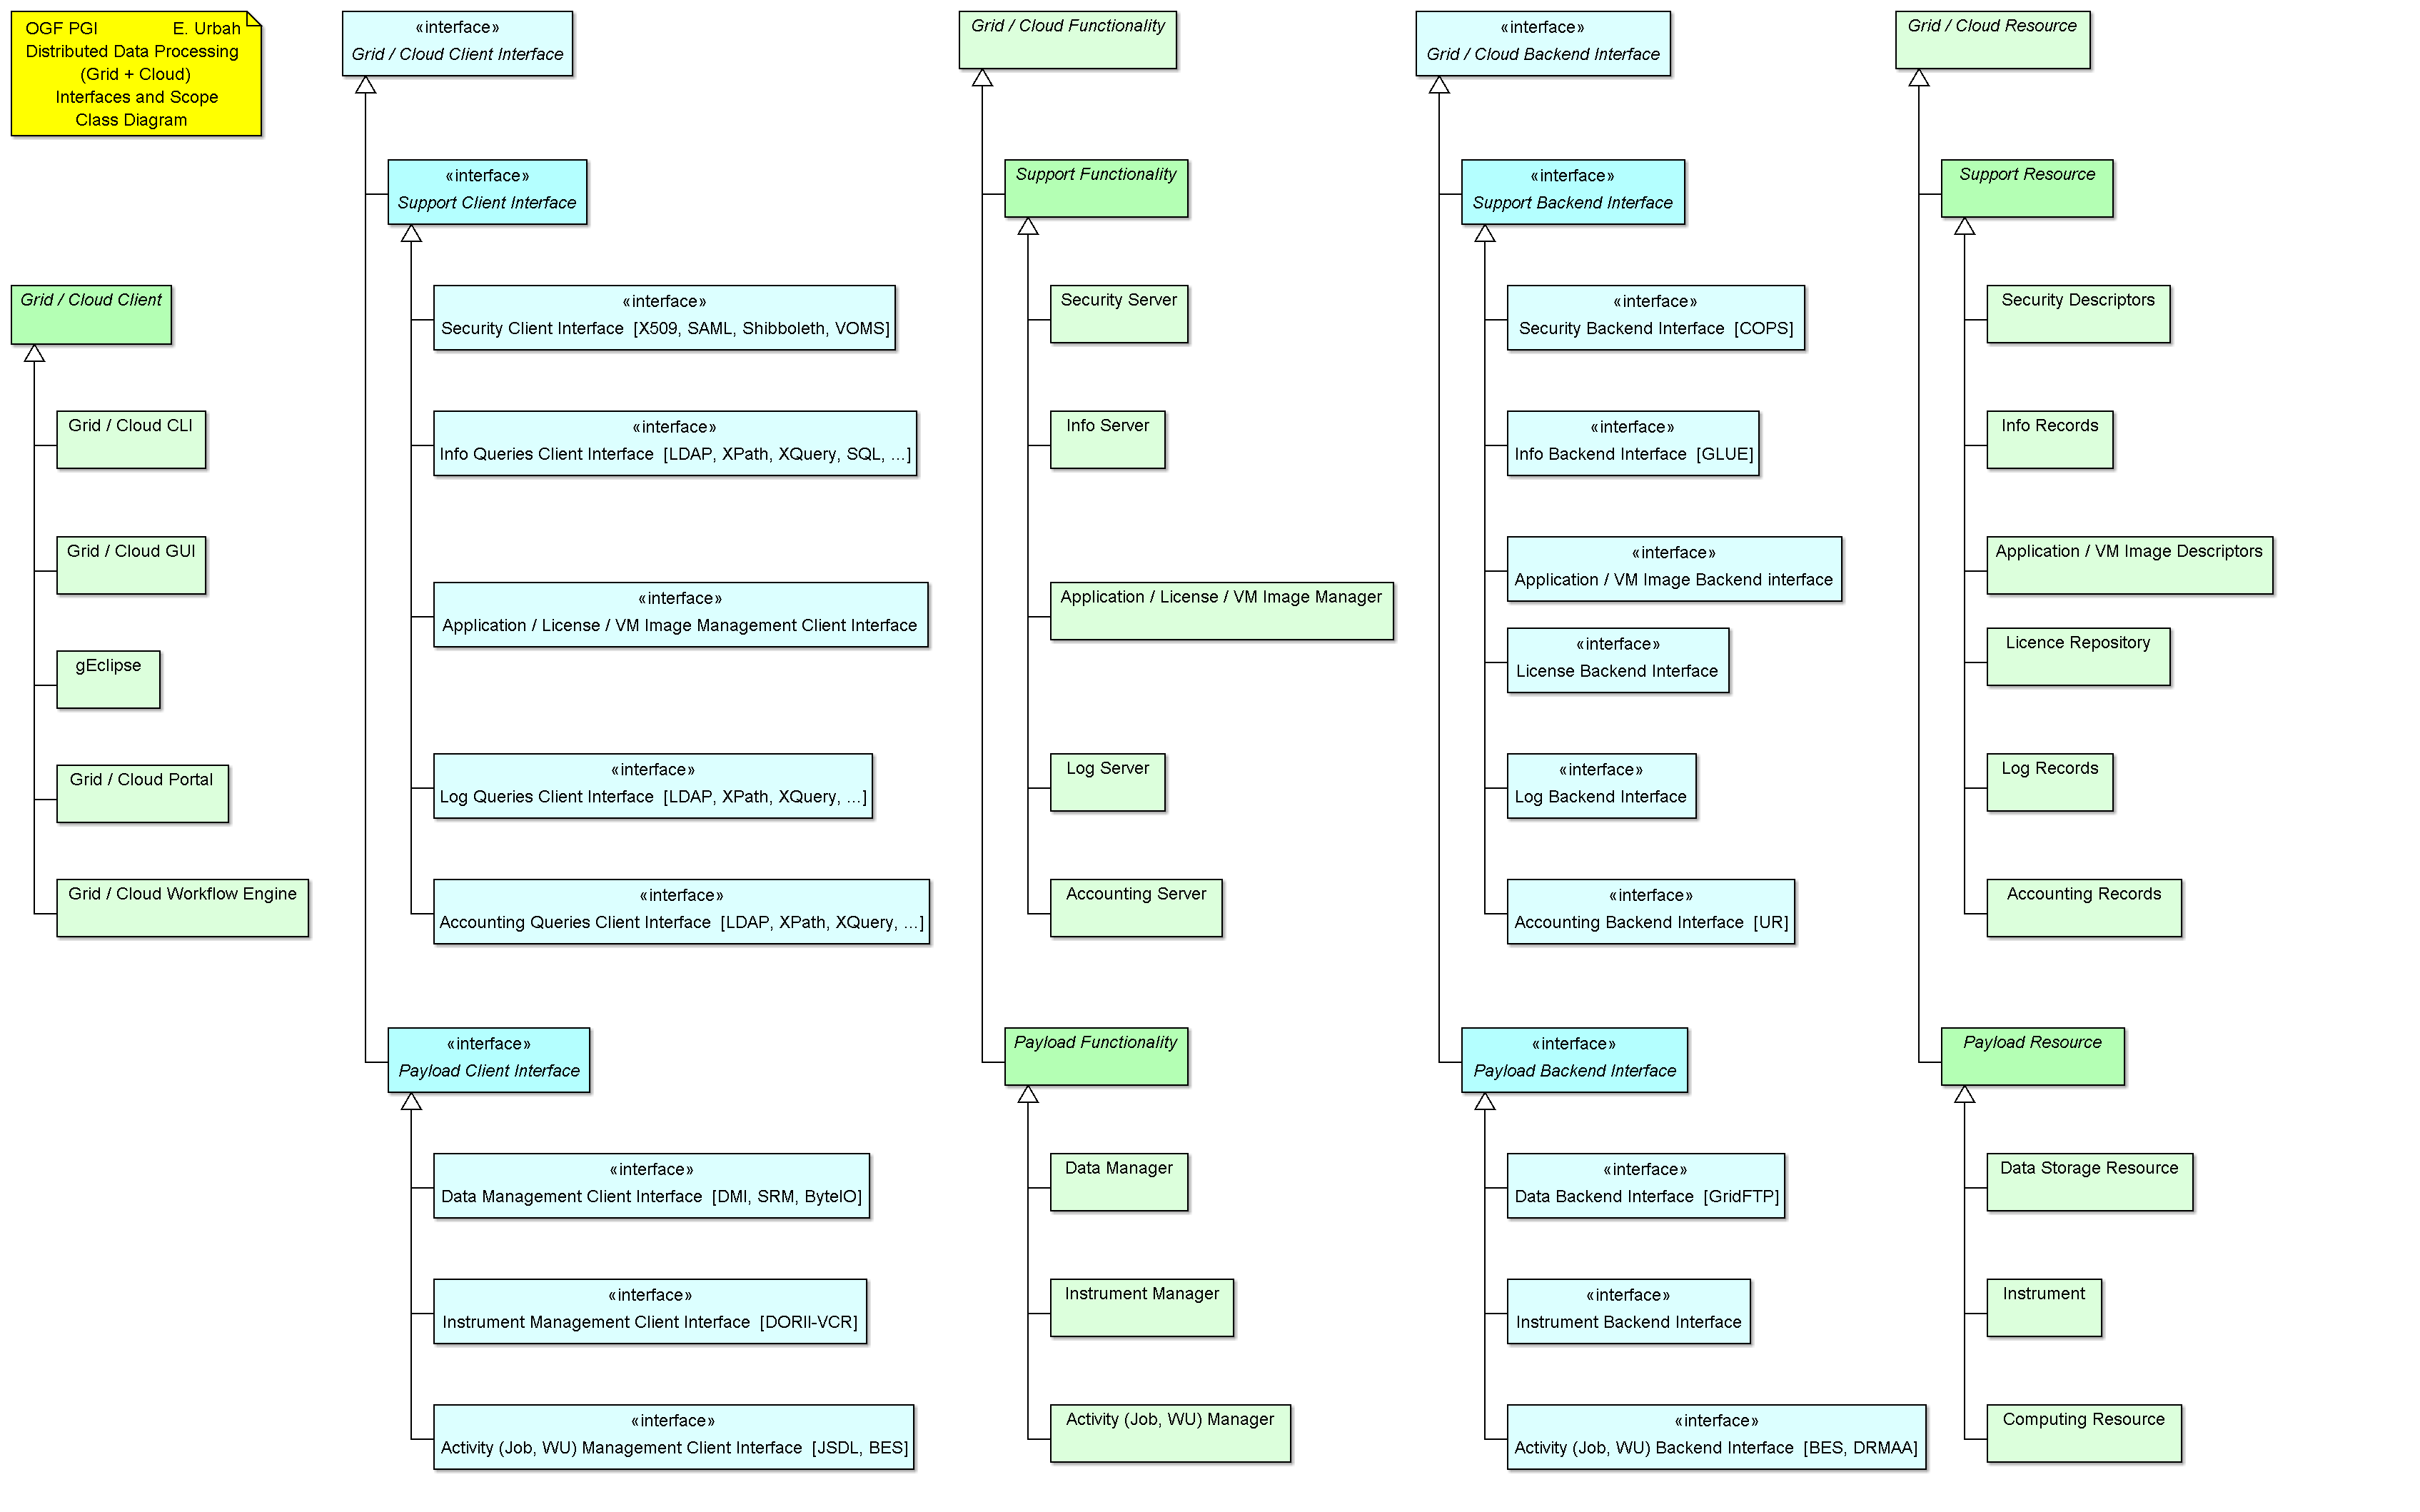 OGF PGI E. Urbah
Distributed Data Processing
(Grid + Cloud)
Interfaces and Scope
Class Diagram
Grid / Cloud Client
Grid / Cloud CLI
Grid / Cloud GUI
gEclipse
Grid / Cloud Portal
Grid / Cloud Workflow Engine
«interface»
Grid / Cloud Client Interface
«interface»
Support Client Interface
«interface»
Security Client Interface [X509, SAML, Shibboleth, VOMS]
«interface»
Info Queries Client Interface [LDAP, XPath, XQuery, SQL, ...]
«interface»
Application / License / VM Image Management Client Interface
«interface»
Log Queries Client Interface [LDAP, XPath, XQuery, ...]
«interface»
Accounting Queries Client Interface [LDAP, XPath, XQuery, ...]
«interface»
Payload Client Interface
«interface»
Data Management Client Interface [DMI, SRM, ByteIO]
«interface»
Instrument Management Client Interface [DORII-VCR]
«interface»
Activity (Job, WU) Management Client Interface [JSDL, BES]
Grid / Cloud Functionality
Support Functionality
Security Server
Info Server
Application / License / VM Image Manager
Log Server
Accounting Server
Payload Functionality
Data Manager
Instrument Manager
Activity (Job, WU) Manager
«interface»
Grid / Cloud Backend Interface
«interface»
Support Backend Interface
«interface»
Security Backend Interface [COPS]
«interface»
Info Backend Interface [GLUE]
«interface»
Application / VM Image Backend interface
«interface»
License Backend Interface
«interface»
Log Backend Interface
«interface»
Accounting Backend Interface [UR]
«interface»
Payload Backend Interface
«interface»
Data Backend Interface [GridFTP]
«interface»
Instrument Backend Interface
«interface»
Activity (Job, WU) Backend Interface [BES, DRMAA]
Grid / Cloud Resource
Support Resource
Security Descriptors
Info Records
Application / VM Image Descriptors
Licence Repository
Log Records
Accounting Records
Payload Resource
Data Storage Resource
Instrument
Computing Resource